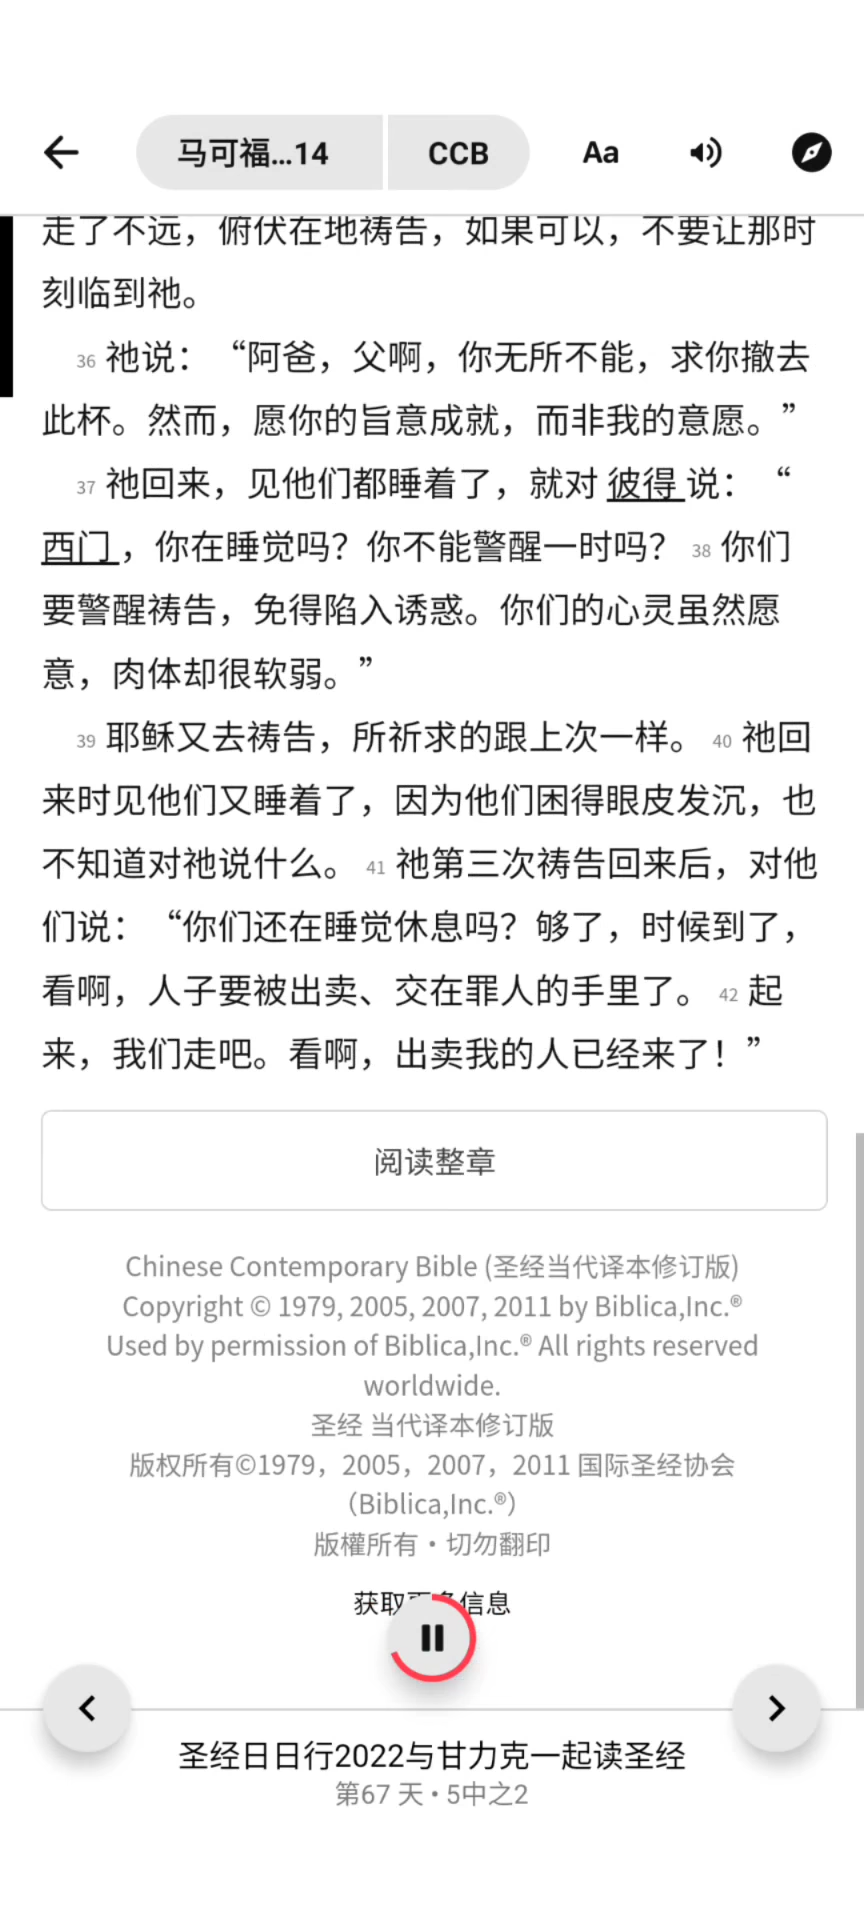 马可福...14 CCB Aa
走了不远，俯伏在地祷告，如果可以，不要让那时
刻临到祂。
36 祂说：“阿爸，父啊，你无所不能，求你撤去
此杯。然而，愿你的旨意成就，而非我的意愿。”
37 祂回来，见他们都睡着了，就对 彼得 说：“
西门 ，你在睡觉吗？你不能警醒一时吗？ 38 你们
要警醒祷告，免得陷入诱惑。你们的心灵虽然愿
意，肉体却很软弱。”
39 耶稣又去祷告，所祈求的跟上次一样。 40 祂回
来时见他们又睡着了，因为他们困得眼皮发沉，也
不知道对祂说什么。 41 祂第三次祷告回来后，对他
们说：“你们还在睡觉休息吗？够了，时候到了，
看啊，人子要被出卖、交在罪人的手里了。 42 起
来，我们走吧。看啊，出卖我的人已经来了！”
阅读整章
Chinese Contemporary Bible (圣经当代译本修订版)
Copyright © 1979, 2005, 2007, 2011 by Biblica,Inc.®
Used by permission of Biblica,Inc.® All rights reserved
worldwide.
圣经 当代译本修订版
版权所有©1979，2005，2007，2011 国际圣经协会
（Biblica,Inc.®）
版權所有·切勿翻印
获取更多信息
圣经日日行2022与甘力克一起读圣经
第67 天 • 5中之2